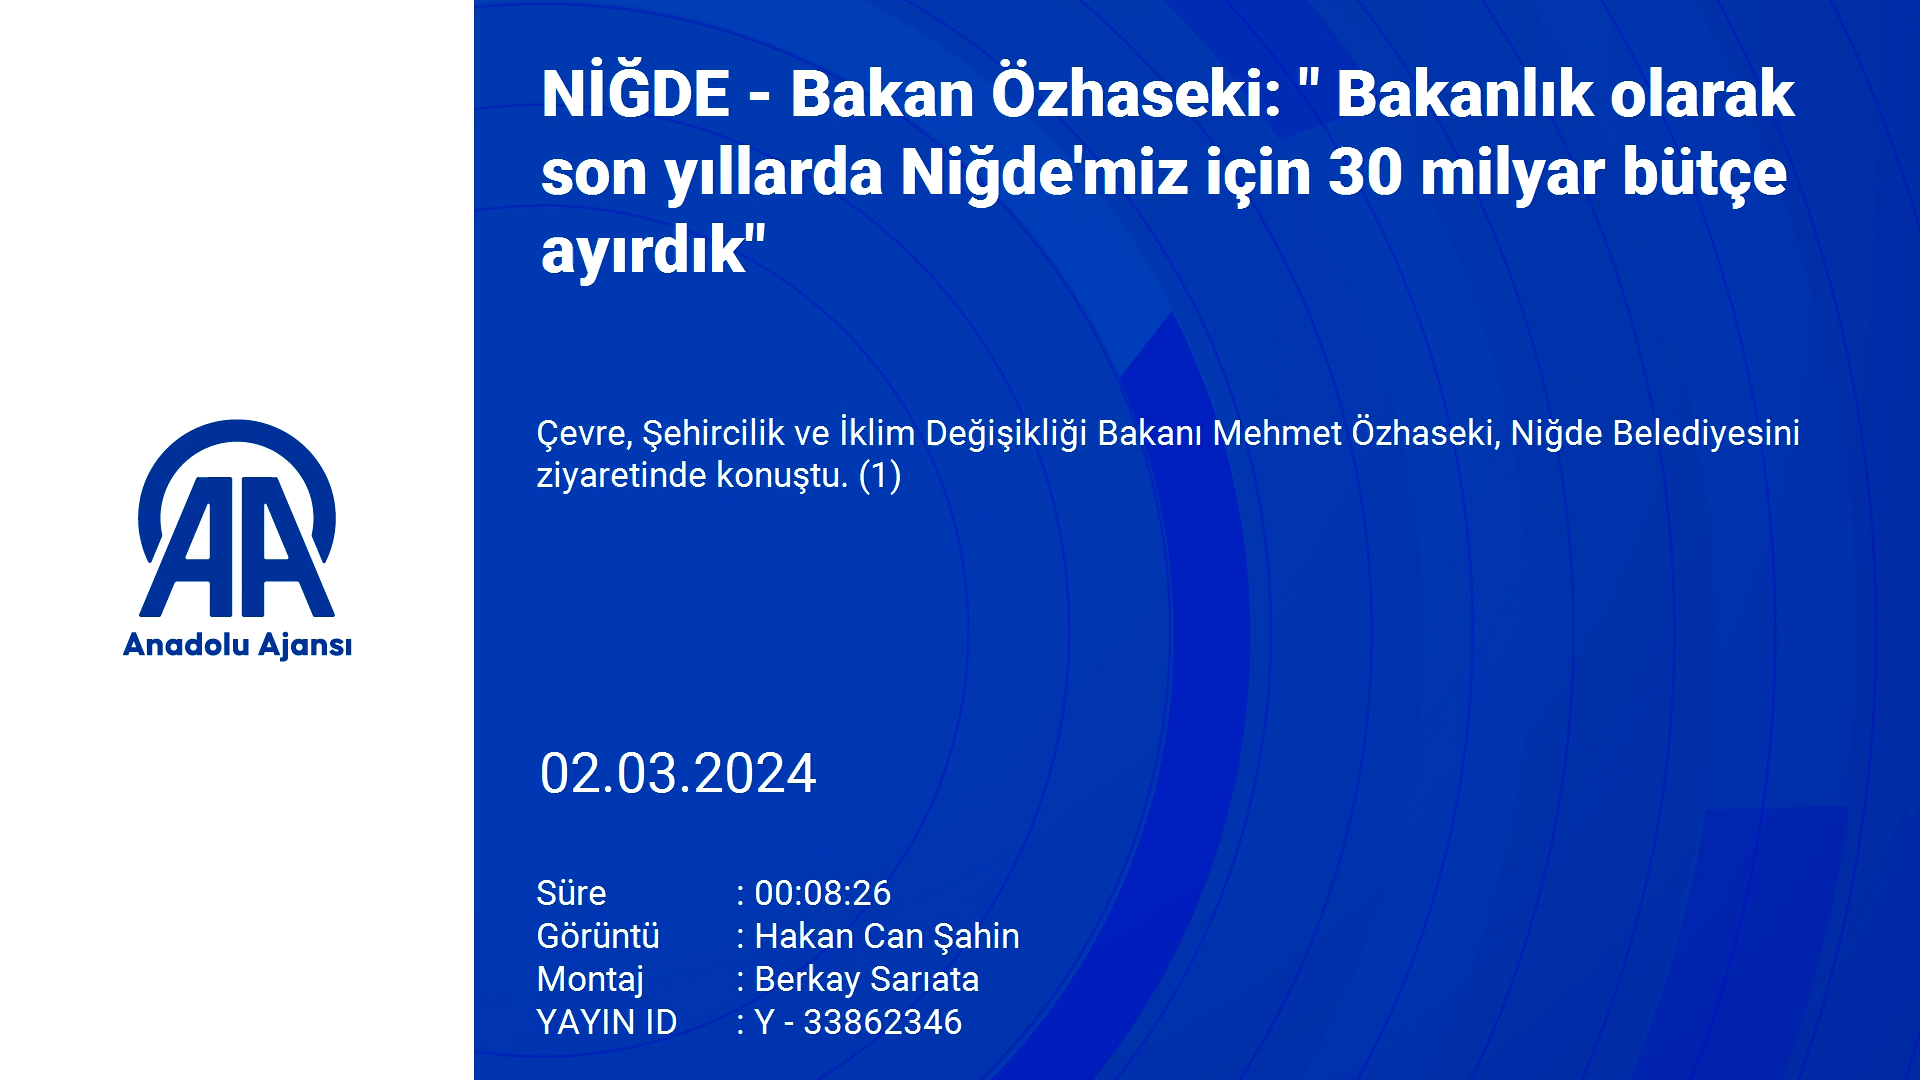 NİĞDE - Bakan Özhaseki: " Bakanlık olarak
son yıllarda Niğde'miz için 30 milyar bütçe
ayırdık"
Çevre, Şehircilik ve İklim Değişikliği Bakanı Mehmet Özhaseki, Niğde Belediyesini
ziyaretinde konuştu. (1)
AA
Anadolu Ajansı
02.03.2024
Süre : 00:08:26
Görüntü : Hakan Can Şahin
Montaj : Berkay Sarıata
YAYIN ID : Y - 33862346